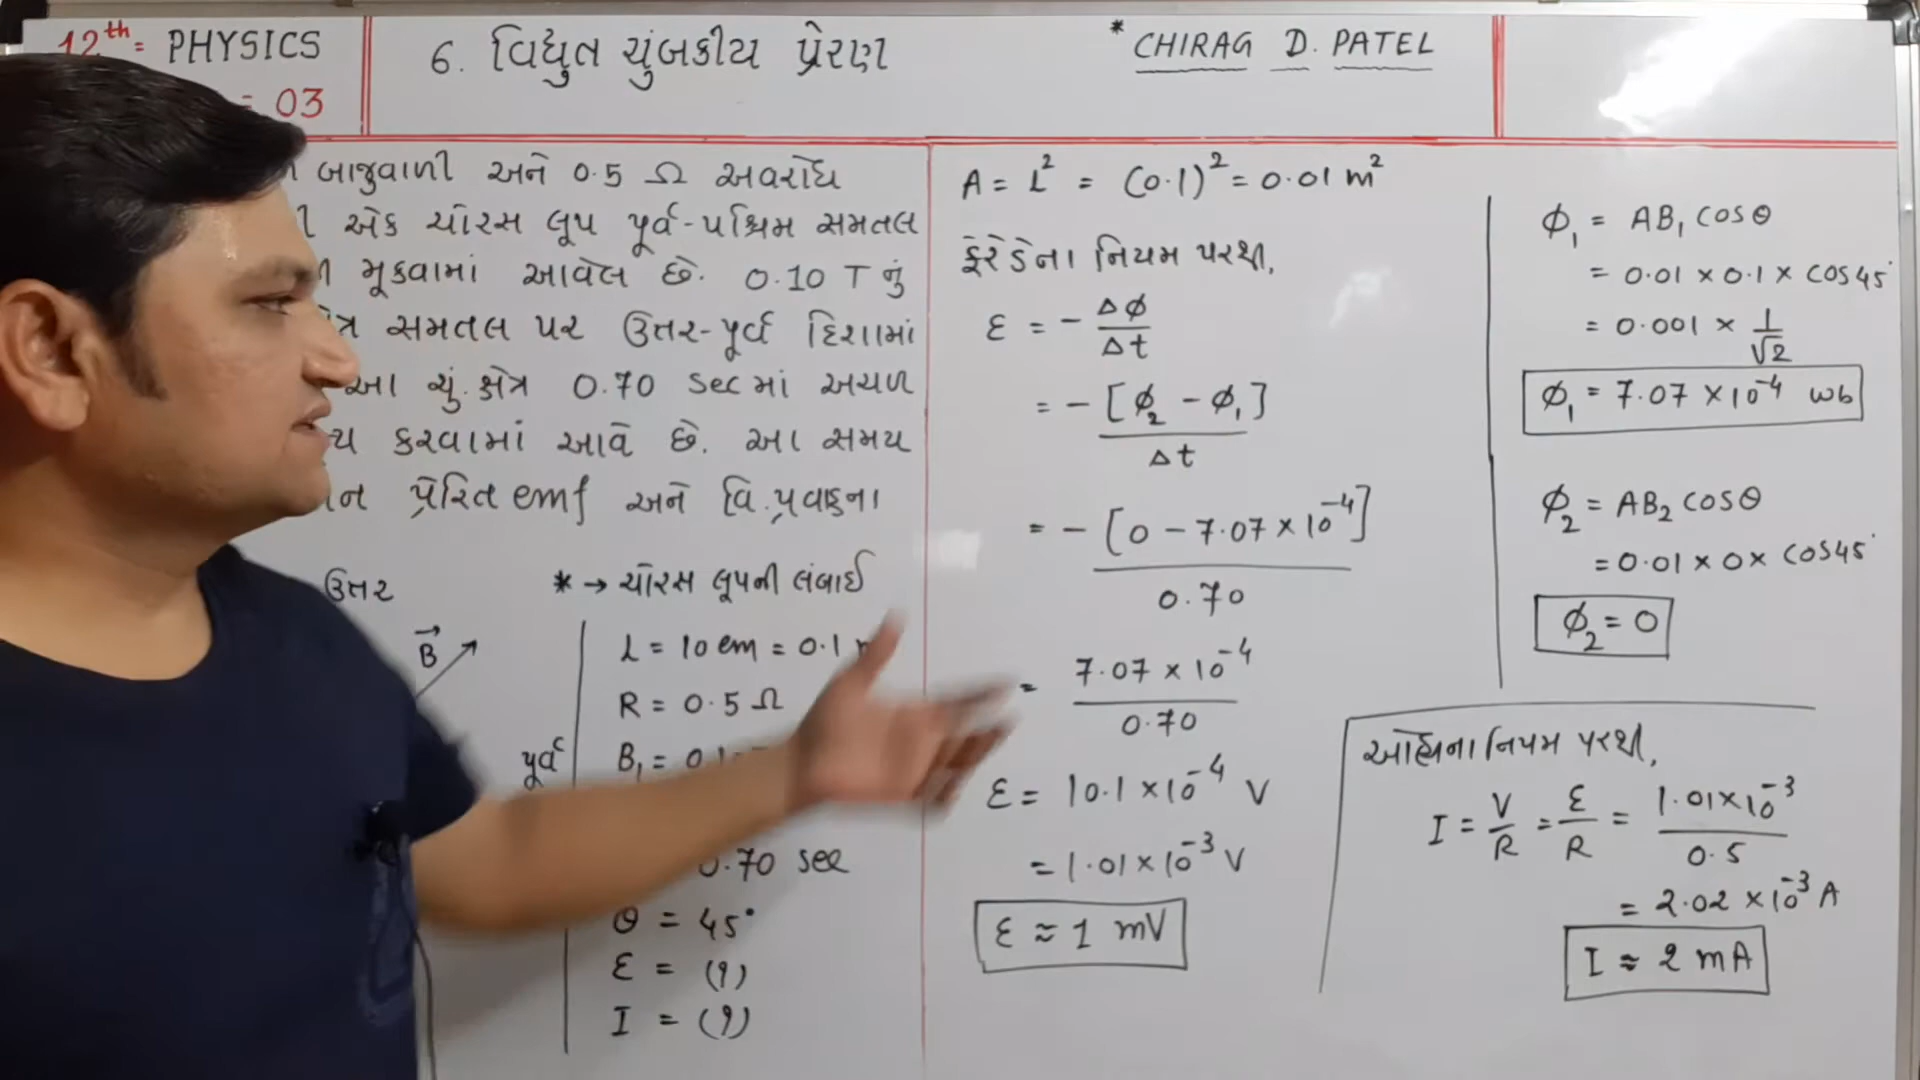 12th = PHYSICS
= 03
6. વિદ્યુત ચુંબકીય પ્રેરણ
* CHIRAG D. PATEL
બાજુવાળી અને 0.5 Ω અવરોધ
એક ચોરસ લૂપ પૂર્વ-પશ્ચિમ સમતલ
મૂકવામાં આવેલ છે. 0.10 T નું
સમતલ પર ઉત્તર-પૂર્વ દિશામાં
આ ચું.ક્ષેત્ર 0.70 sec માં અચળ
કરવામાં આવે છે. આ સમય
પ્રેરિત emf અને વિ.પ્રવાહના
ઉત્તર
B⃗
પૂર્વ
* → ચોરસ લૂપની લંબાઈ
L = 10 cm = 0.1
R = 0.5 Ω
B₁ = 0.1
0.70 sec
θ = 45°
ε = (?)
I = (?)
A = L² = (0.1)² = 0.01 m²
ફેરેડેના નિયમ પરથી,
ε = - Δϕ / Δt
= - [ϕ₂ - ϕ₁] / Δt
= - [0 - 7.07 × 10⁻⁴] / 0.70
= 7.07 × 10⁻⁴ / 0.70
ε = 10.1 × 10⁻⁴ V
= 1.01 × 10⁻³ V
ε ≈ 1 mV
ϕ₁ = AB₁ cosθ
= 0.01 × 0.1 × cos45°
= 0.001 × 1/√2
ϕ₁ = 7.07 × 10⁻⁴ wb
ϕ₂ = AB₂ cosθ
= 0.01 × 0 × cos45°
ϕ₂ = 0
ઓહ્મના નિયમ પરથી,
I = V/R = ε/R = 1.01 × 10⁻³ / 0.5
= 2.02 × 10⁻³ A
I ≈ 2 mA